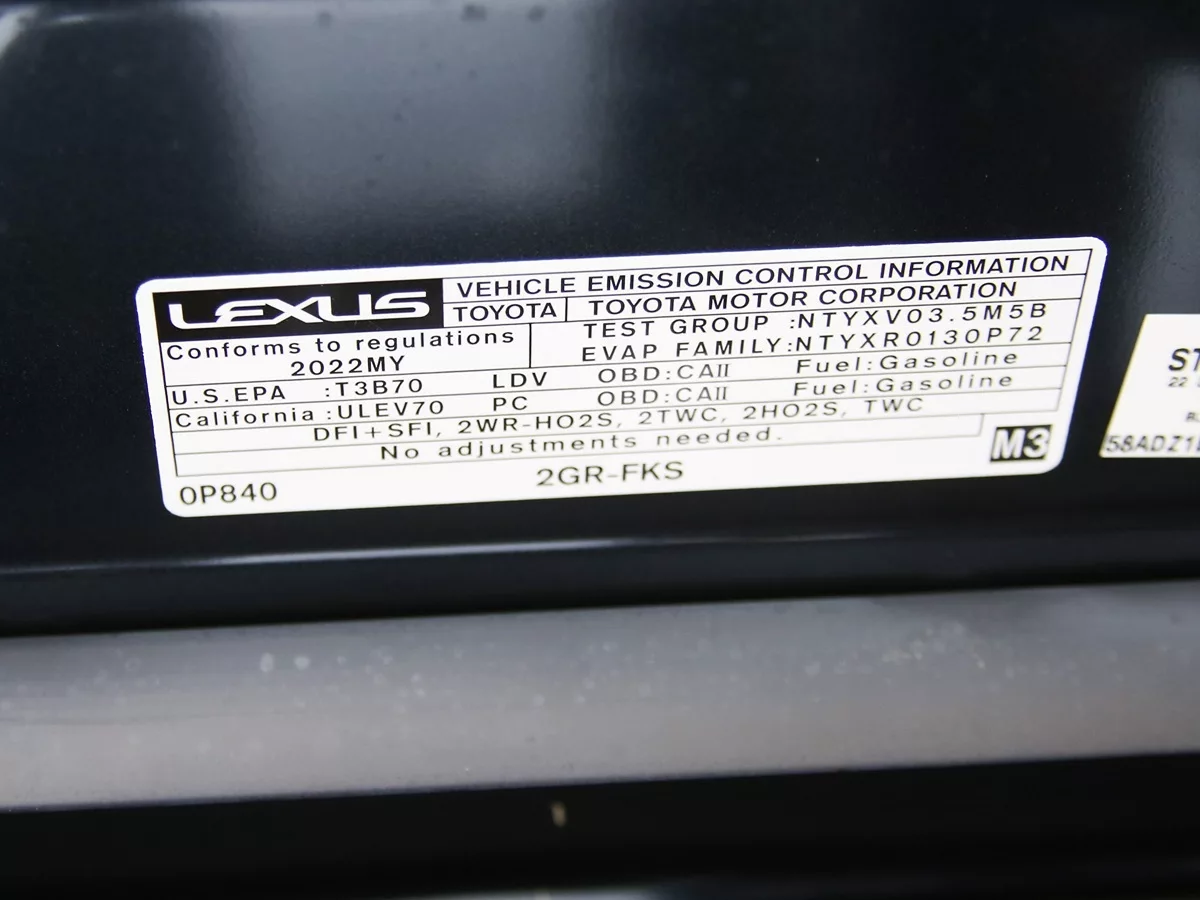 LEXUS VEHICLE EMISSION CONTROL INFORMATION
TOYOTA TOYOTA MOTOR CORPORATION
Conforms to regulations
2022MY
TEST GROUP :NTYXV03.5M5B
EVAP FAMILY:NTYXR0130P72
U.S.EPA :T3B70 LDV OBD:CAII Fuel:Gasoline
California :ULEV70 PC OBD:CAII Fuel:Gasoline
DFI+SFI, 2WR-HO2S, 2TWC, 2HO2S, TWC
No adjustments needed.
M3
0P840 2GR-FKS
22